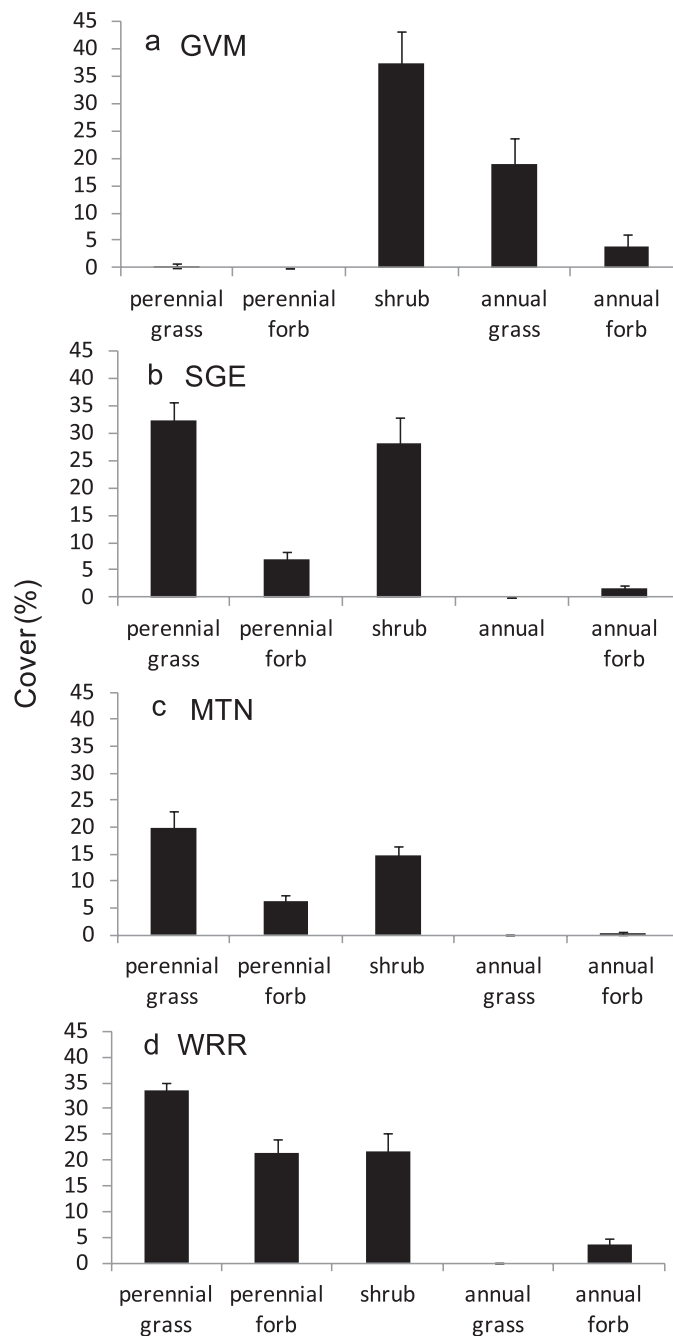 Cover (%)
a GVM
45
40
35
30
25
20
15
10
5
0
perennial grass
perennial forb
shrub
annual grass
annual forb
b SGE
45
40
35
30
25
20
15
10
5
0
perennial grass
perennial forb
shrub
annual
annual forb
c MTN
45
40
35
30
25
20
15
10
5
0
perennial grass
perennial forb
shrub
annual grass
annual forb
d WRR
45
40
35
30
25
20
15
10
5
0
perennial grass
perennial forb
shrub
annual grass
annual forb